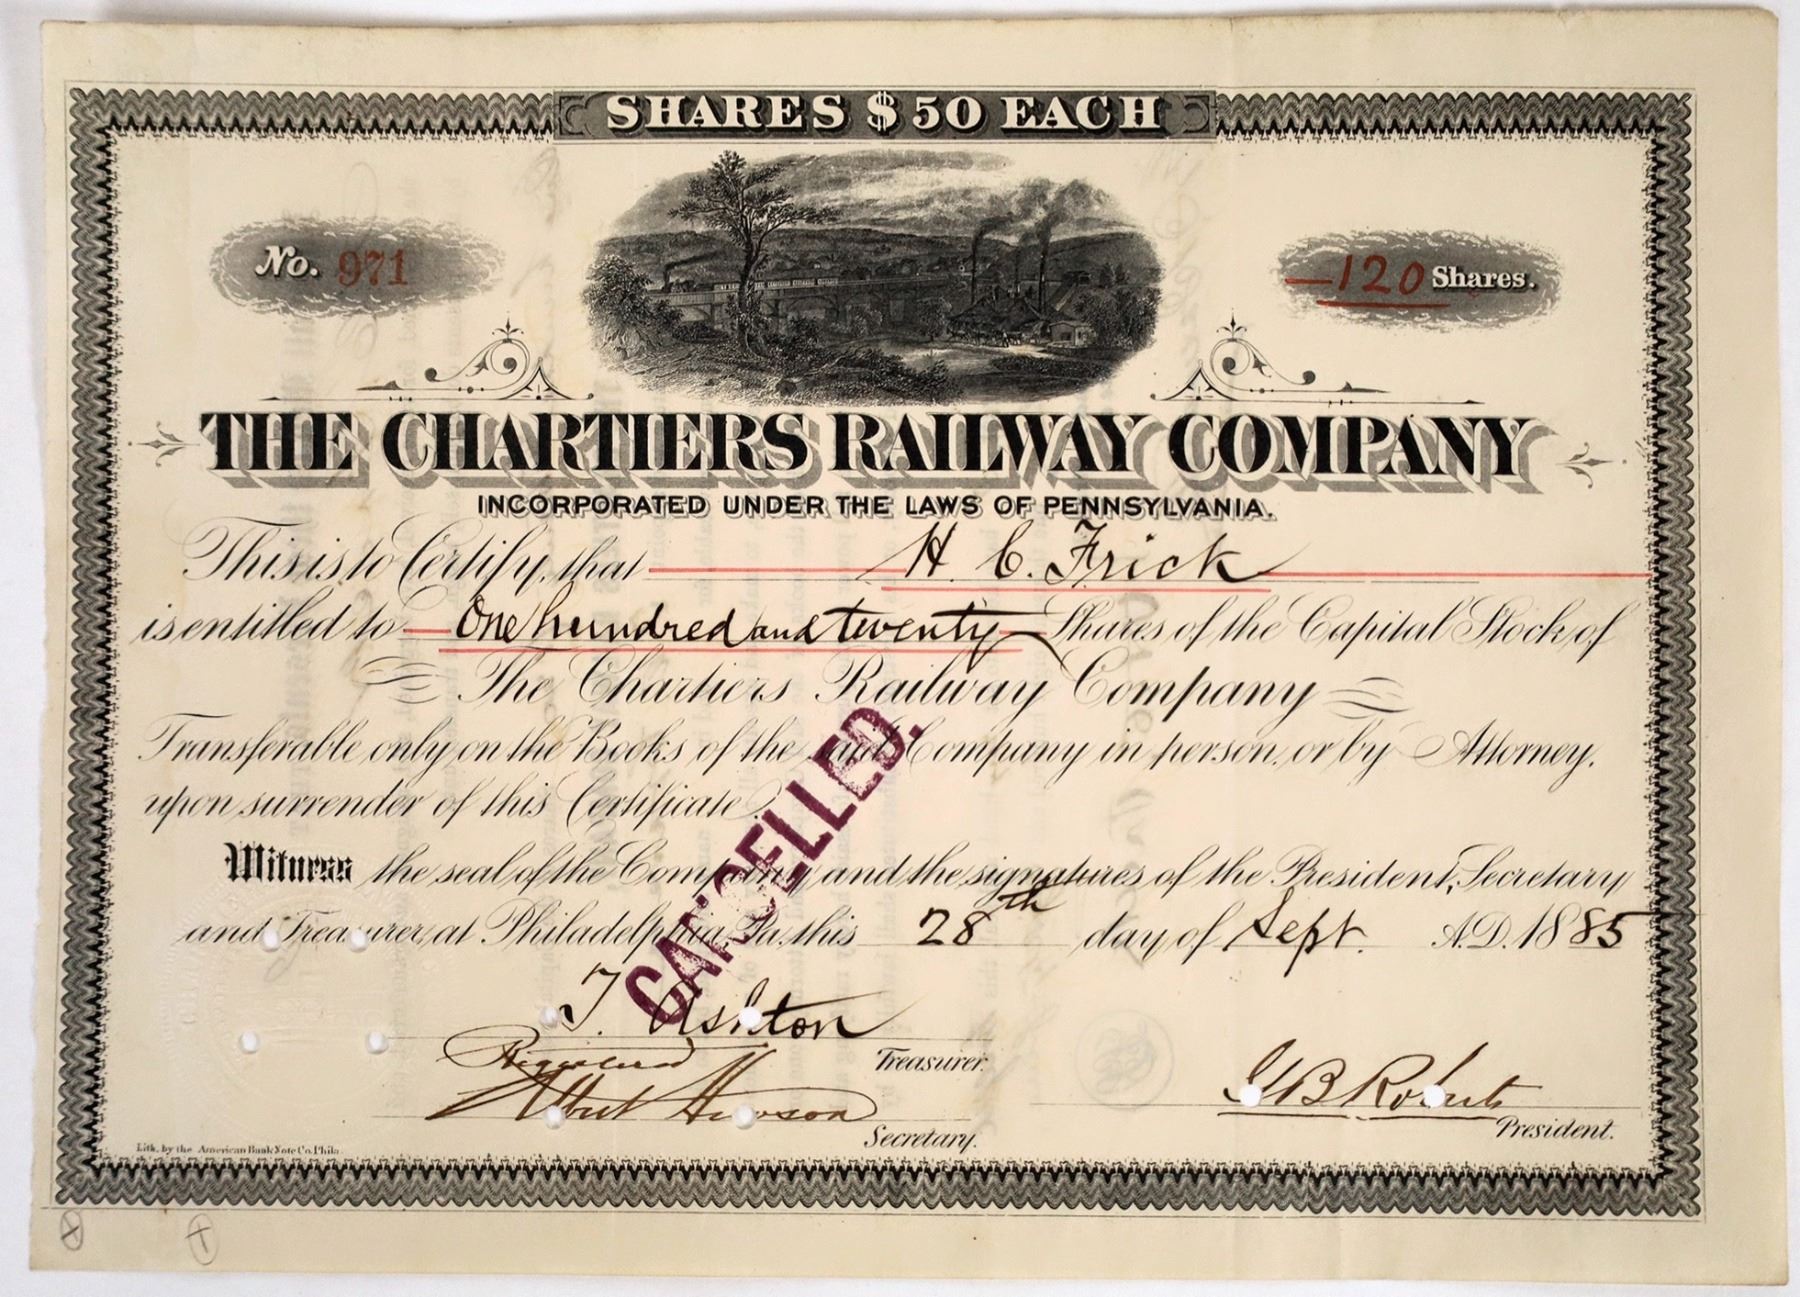 SHARES $50 EACH
No. 971
—120 Shares.
THE CHARTIERS RAILWAY COMPANY
INCORPORATED UNDER THE LAWS OF PENNSYLVANIA.
This is to Certify, that H. C. Frick
is entitled to One hundred and twenty Shares of the Capital Stock of
The Chartiers Railway Company
Transferable only on the Books of the said Company in person, or by Attorney,
upon surrender of this Certificate.
Witness the seal of the Company and the signatures of the President, Secretary
and Treasurer, at Philadelphia, Pa. this 28th day of Sept. A.D. 1885
CANCELLED.
T. Ashton
Treasurer.
Registered
Albert Hewson
Secretary.
G B Roberts
President.
Lith. by the American Bank Note Co. Phila.